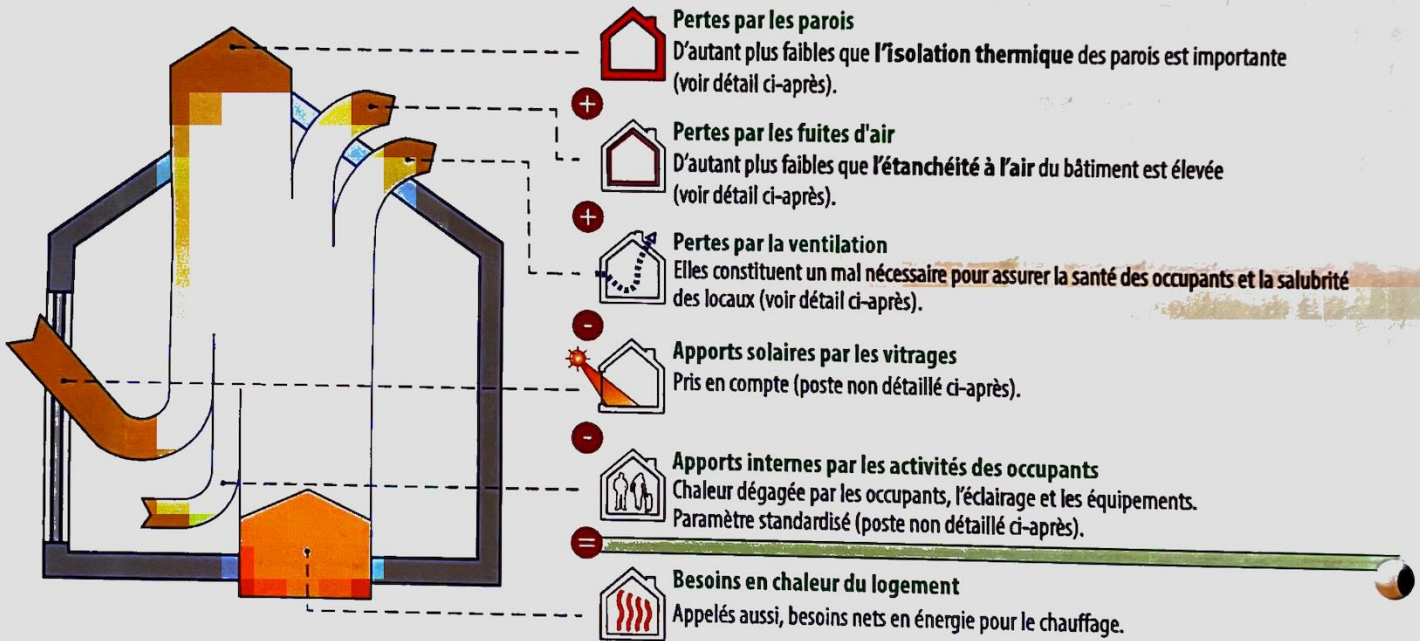 Pertes par les parois
D'autant plus faibles que l'isolation thermique des parois est importante
(voir détail ci-après).
+
Pertes par les fuites d'air
D'autant plus faibles que l'étanchéité à l'air du bâtiment est élevée
(voir détail ci-après).
+
Pertes par la ventilation
Elles constituent un mal nécessaire pour assurer la santé des occupants et la salubrité
des locaux (voir détail ci-après).
-
Apports solaires par les vitrages
Pris en compte (poste non détaillé ci-après).
-
Apports internes par les activités des occupants
Chaleur dégagée par les occupants, l'éclairage et les équipements.
Paramètre standardisé (poste non détaillé ci-après).
=
Besoins en chaleur du logement
Appelés aussi, besoins nets en énergie pour le chauffage.